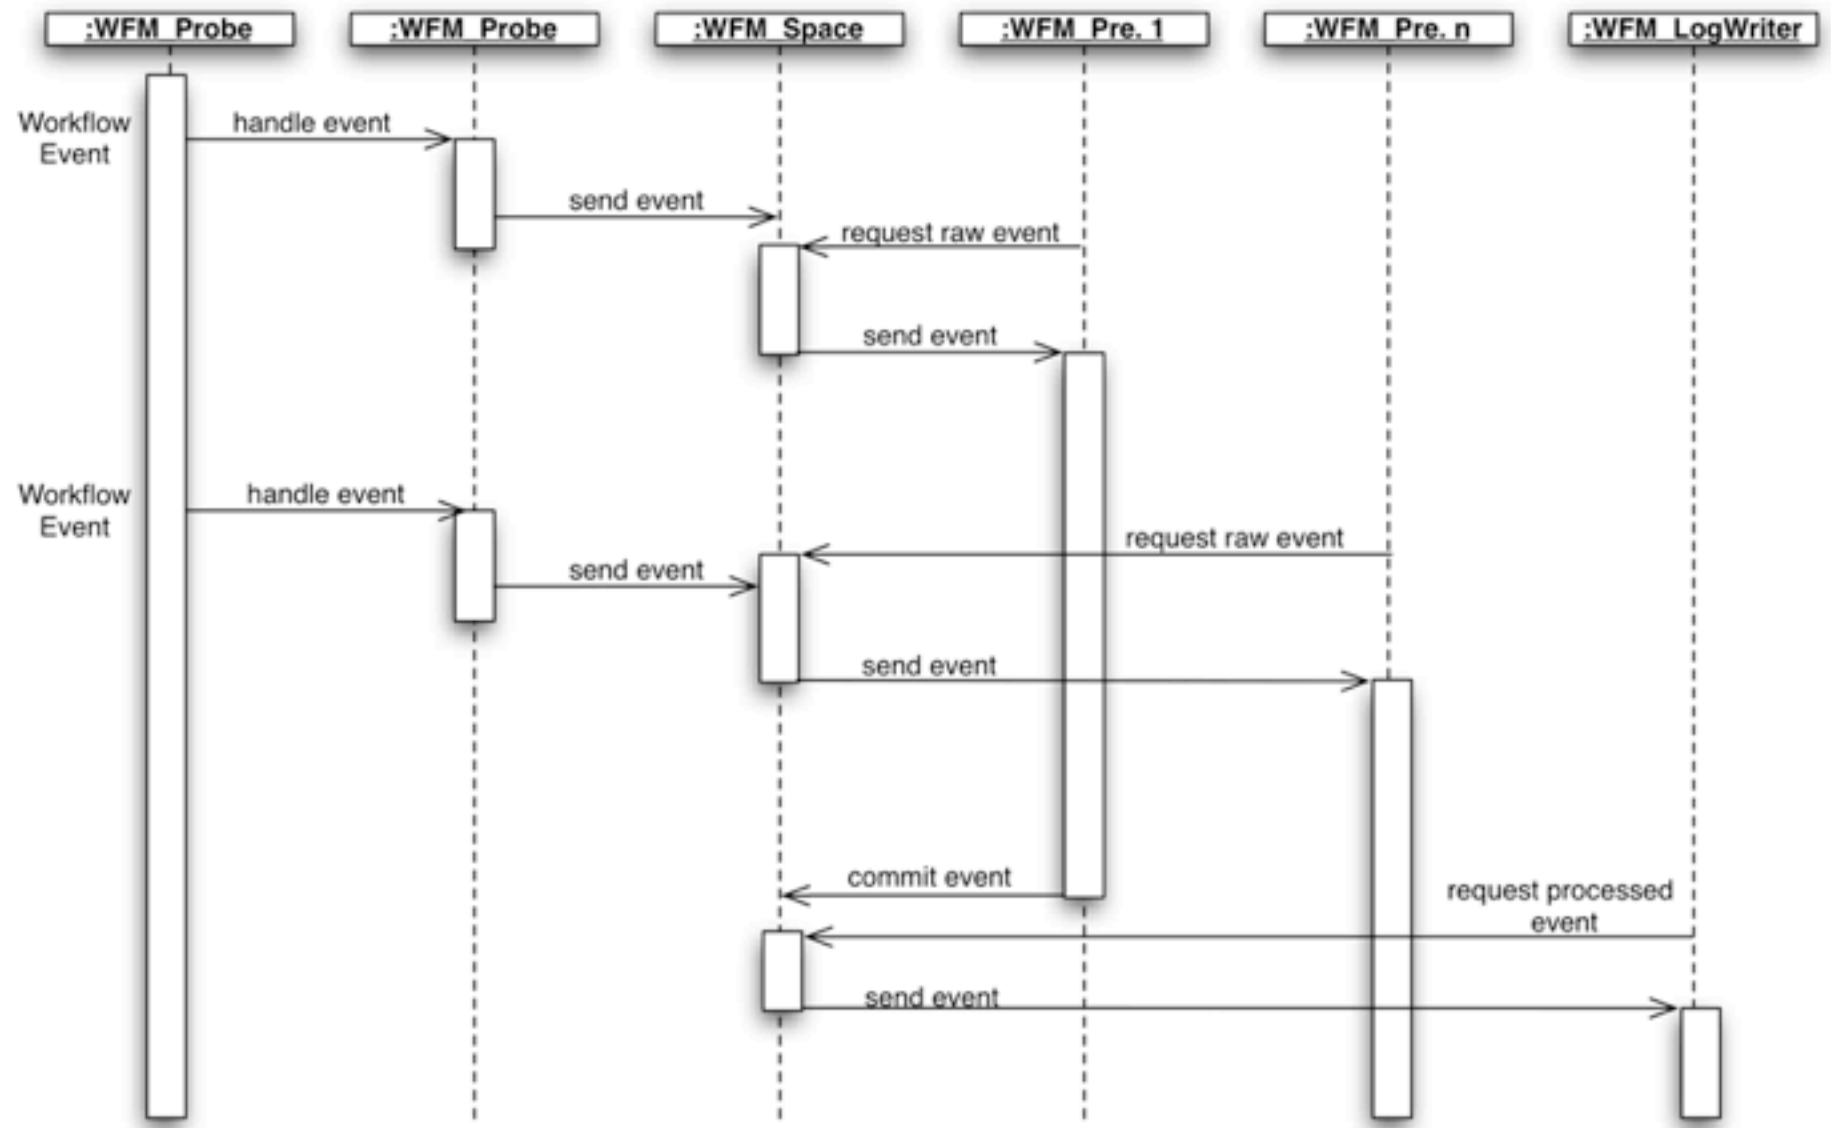 :WFM_Probe
:WFM_Probe
:WFM_Space
:WFM_Pre. 1
:WFM_Pre. n
:WFM_LogWriter
Workflow
Event
handle event
send event
request raw event
send event
Workflow
Event
handle event
request raw event
send event
send event
commit event
request processed
event
send event